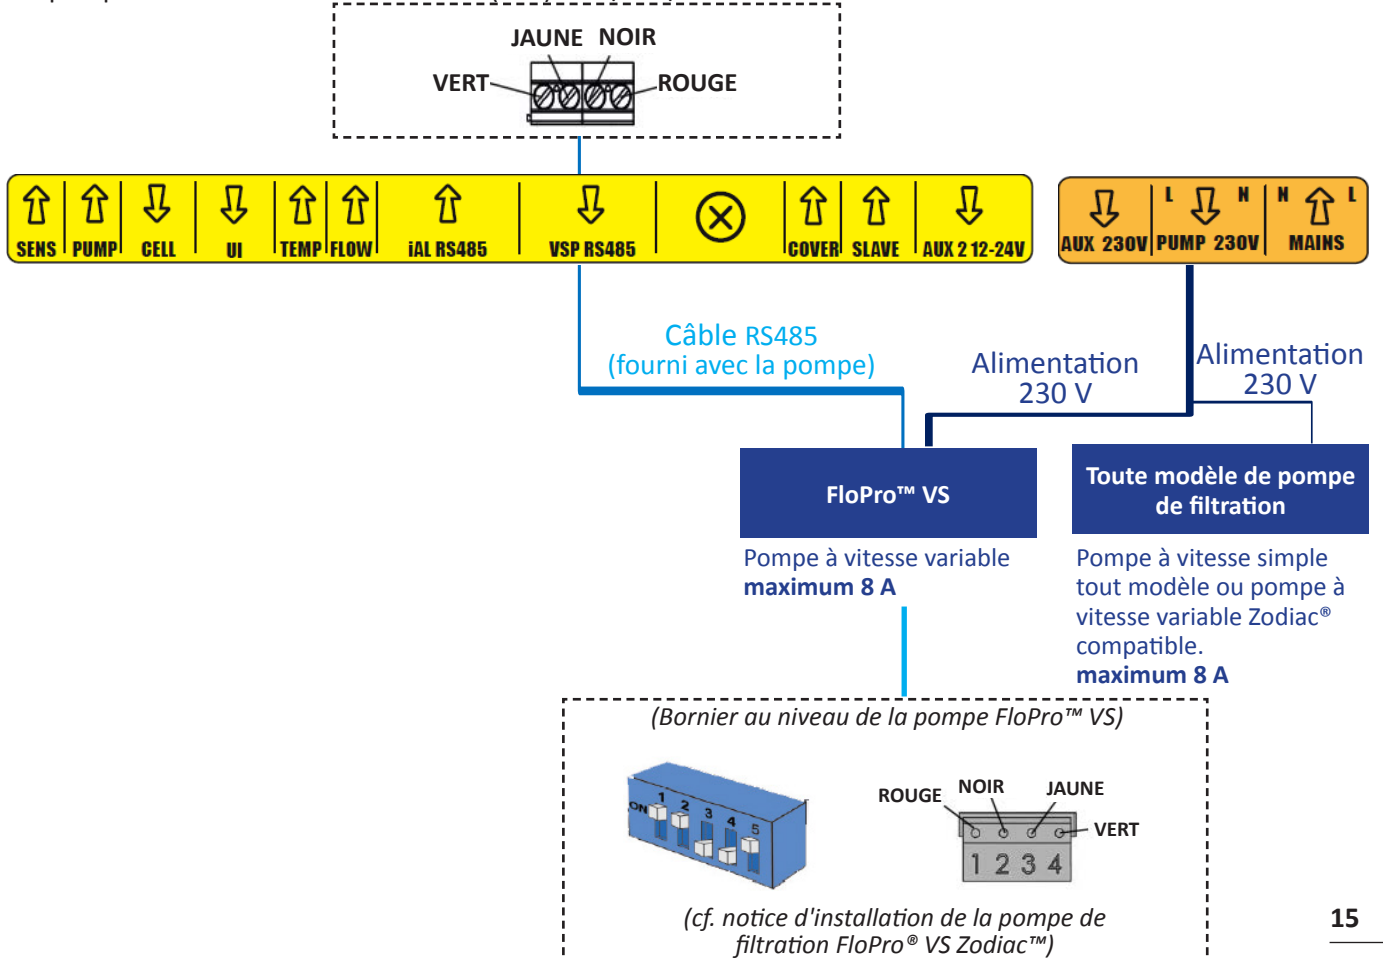 JAUNE NOIR
VERT
ROUGE
SENS PUMP CELL UI TEMP FLOW iAL RS485 VSP RS485 COVER SLAVE AUX 2 12-24V
L N N L
AUX 230V PUMP 230V MAINS
Câble RS485
(fourni avec la pompe)
Alimentation
230 V
Alimentation
230 V
FloPro™ VS
Toute modèle de pompe
de filtration
Pompe à vitesse variable
maximum 8 A
Pompe à vitesse simple
tout modèle ou pompe à
vitesse variable Zodiac®
compatible.
maximum 8 A
(Bornier au niveau de la pompe FloPro™ VS)
ON 1 2 3 4 5
ROUGE NOIR JAUNE
VERT
1 2 3 4
(cf. notice d'installation de la pompe de
filtration FloPro® VS Zodiac™)
15